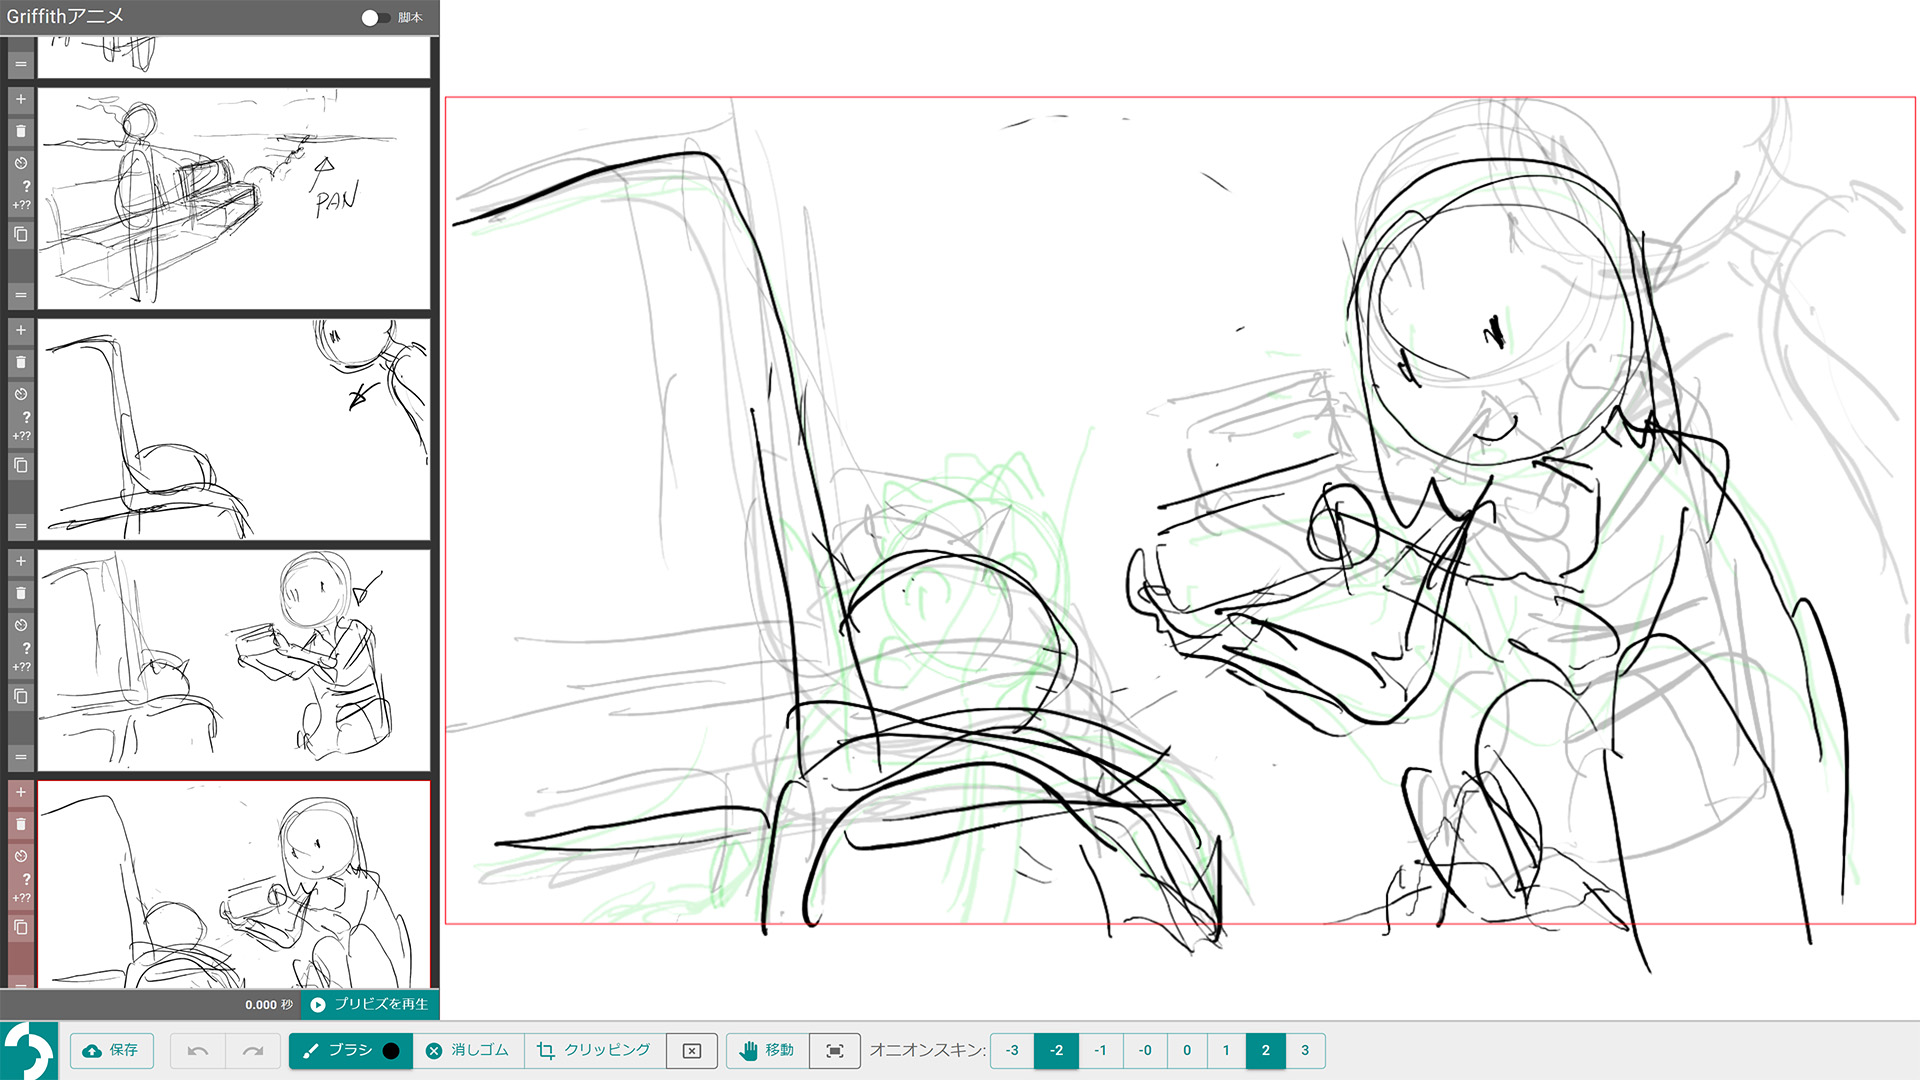 Griffithアニメ
脚本
PAN
?
+??
?
+??
?
+??
?
+??
0.000 秒
プリビズを再生
保存
ブラシ
消しゴム
クリッピング
移動
オニオンスキン:
-3 -2 -1 -0 0 1 2 3